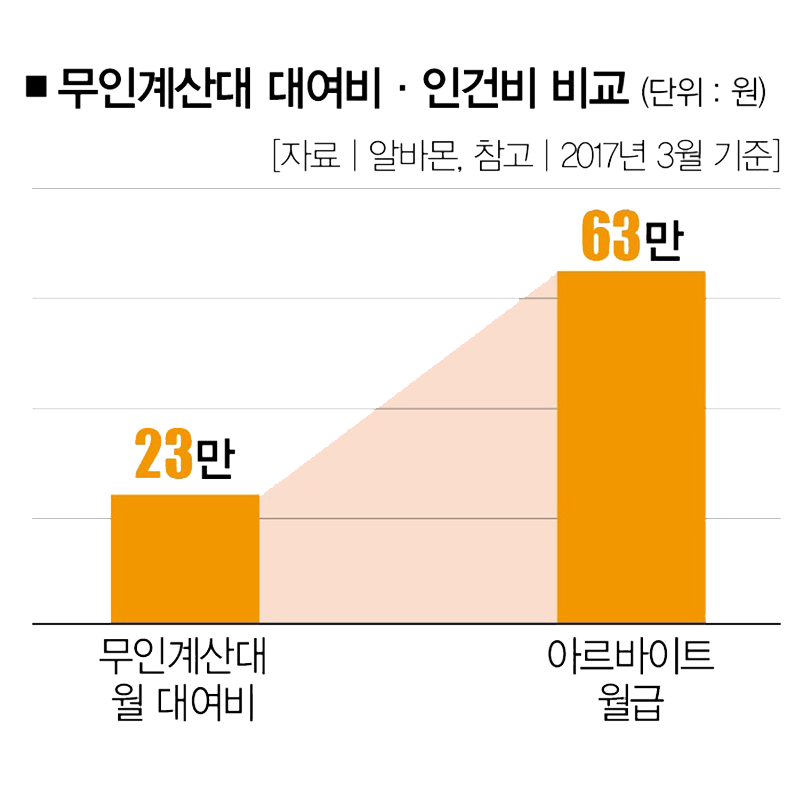 ■ 무인계산대 대여비 · 인건비 비교 (단위 : 원)
[자료 | 알바몬, 참고 | 2017년 3월 기준]
63만
23만
무인계산대
월 대여비
아르바이트
월급